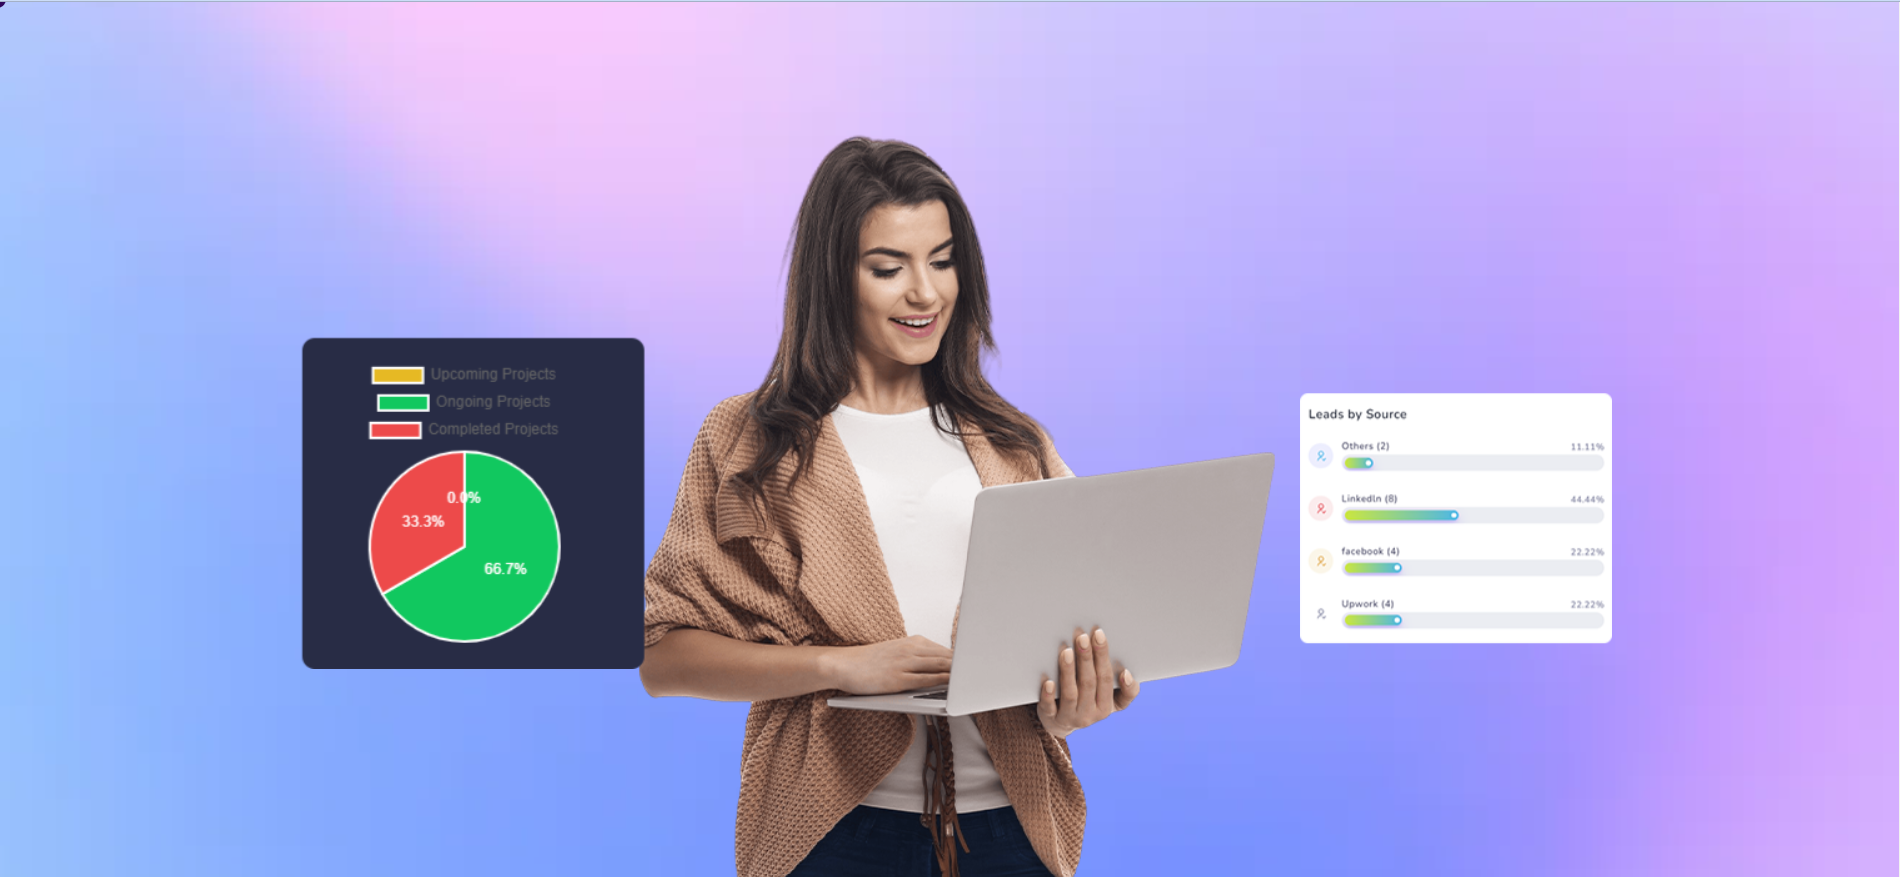 Upcoming Projects
Ongoing Projects
Completed Projects
0.0%
33.3%
66.7%
Leads by Source
Others (2) 11.11%
LinkedIn (8) 44.44%
facebook (4) 22.22%
Upwork (4) 22.22%